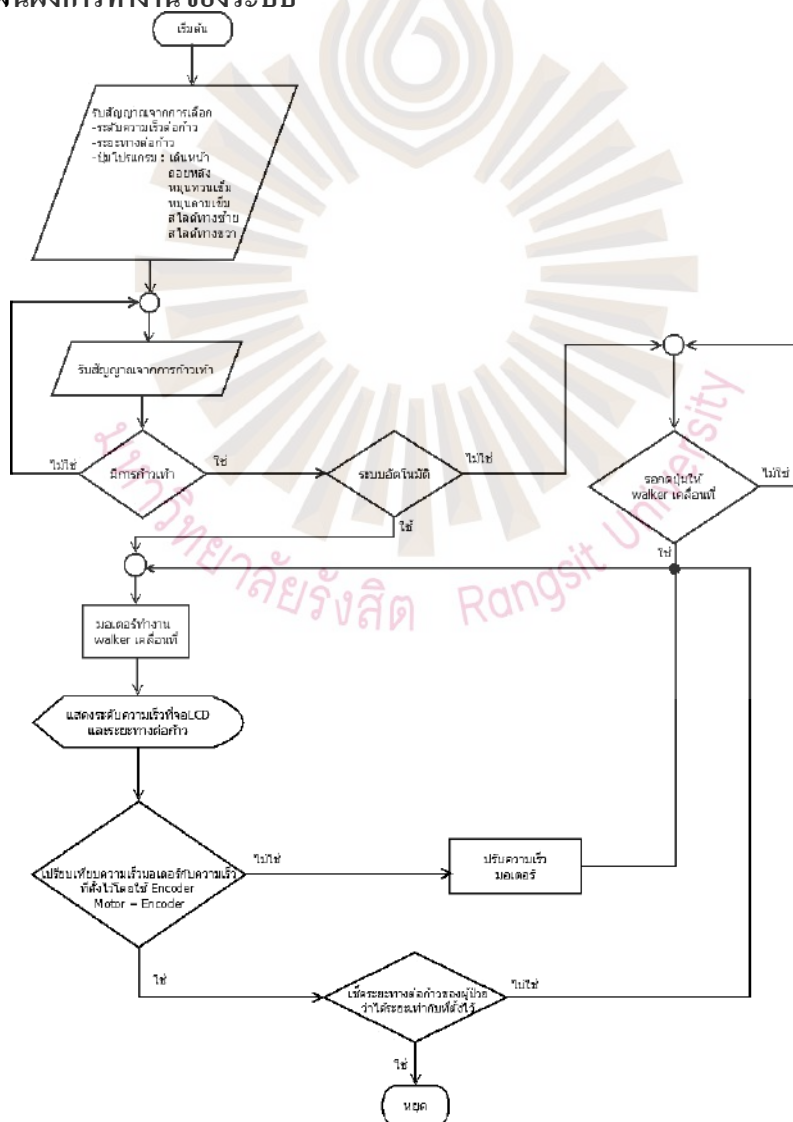 เริ่มต้น
รับสัญญาณจากการเลือก
-ระดับความเร็วต่อก้าว
-ระยะทางต่อก้าว
-ปุ่มโปรแกรม : เดินหน้า
ถอยหลัง
หมุนทวนเข็ม
หมุนตามเข็ม
สไลด์ทางซ้าย
สไลด์ทางขวา
รับสัญญาณจากการก้าวเท้า
ไม่ใช่
มีการก้าวเท้า
ใช่
ระบบอัตโนมัติ
ไม่ใช่
รอกดปุ่มให้
walker เคลื่อนที่
ไม่ใช่
ใช่
ใช่
มหาวิทยาลัยรังสิต Rangsit University
มอเตอร์ทำงาน
walker เคลื่อนที่
แสดงระดับความเร็วที่จอLCD
และระยะทางต่อก้าว
เปรียบเทียบความเร็วมอเตอร์กับความเร็ว
ที่ตั้งไว้โดยใช้ Encoder
Motor = Encoder
ไม่ใช่
ปรับความเร็ว
มอเตอร์
ใช่
เช็คระยะทางต่อก้าวของผู้ป่วย
ว่าได้ระยะเท่ากับที่ตั้งไว้
ไม่ใช่
ใช่
หยุด